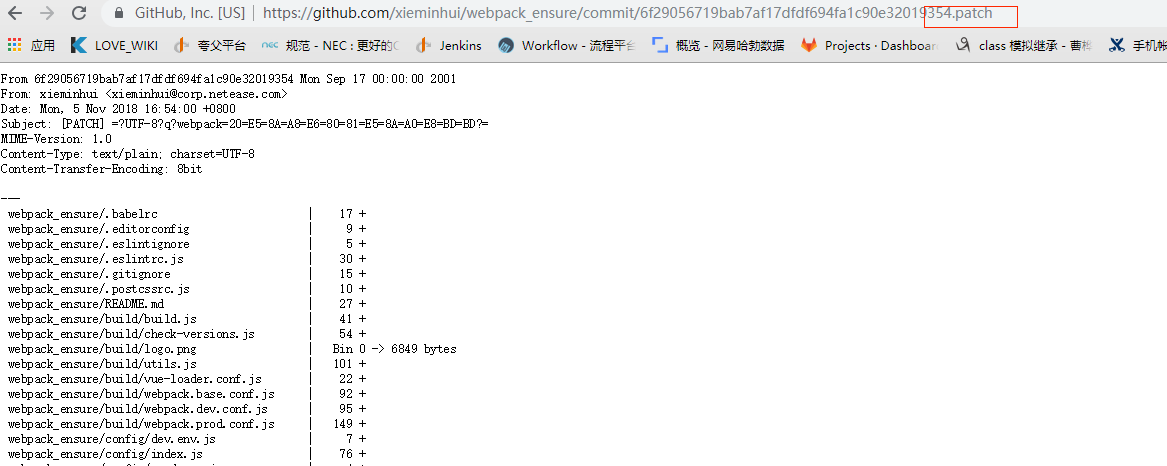 GitHub, Inc. [US] | https://github.com/xieminhui/webpack_ensure/commit/6f29056719bab7af17dfdf694fa1c90e32019354.patch
应用 LOVE_WIKI 夸父平台 NEC 规范 - NEC : 更好的 Jenkins Workflow - 流程平台 概览 - 网易哈勃数据 Projects · Dashboard class 模拟继承 - 曹 手机帐
From 6f29056719bab7af17dfdf694fa1c90e32019354 Mon Sep 17 00:00:00 2001
From: xieminhui <xieminhui@corp.netease.com>
Date: Mon, 5 Nov 2018 16:54:00 +0800
Subject: [PATCH] =?UTF-8?q?webpack=20=E5=8A=A8=E6=80=81=E5=8A=A0=E8=BD=BD?=
MIME-Version: 1.0
Content-Type: text/plain; charset=UTF-8
Content-Transfer-Encoding: 8bit
---
webpack_ensure/.babelrc | 17 +
webpack_ensure/.editorconfig | 9 +
webpack_ensure/.eslintignore | 5 +
webpack_ensure/.eslintrc.js | 30 +
webpack_ensure/.gitignore | 15 +
webpack_ensure/.postcssrc.js | 10 +
webpack_ensure/README.md | 27 +
webpack_ensure/build/build.js | 41 +
webpack_ensure/build/check-versions.js | 54 +
webpack_ensure/build/logo.png | Bin 0 -> 6849 bytes
webpack_ensure/build/utils.js | 101 +
webpack_ensure/build/vue-loader.conf.js | 22 +
webpack_ensure/build/webpack.base.conf.js | 92 +
webpack_ensure/build/webpack.dev.conf.js | 95 +
webpack_ensure/build/webpack.prod.conf.js | 149 +
webpack_ensure/config/dev.env.js | 7 +
webpack_ensure/config/index.js | 76 +